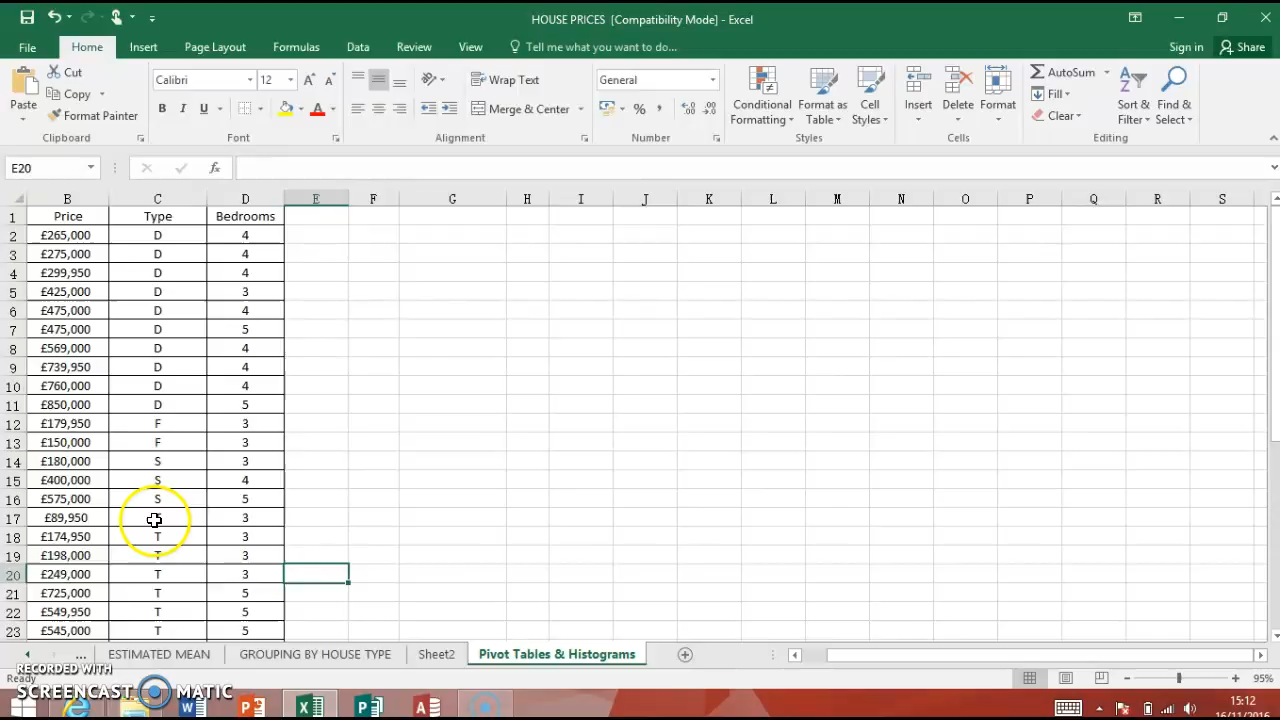 HOUSE PRICES [Compatibility Mode] - Excel
File Home Insert Page Layout Formulas Data Review View Tell me what you want to do... Sign in Share
Paste Cut Copy Format Painter Clipboard
Calibri 12 B I U Font
Wrap Text Merge & Center Alignment
General % Number
Conditional Formatting Format as Table Cell Styles Styles
Insert Delete Format Cells
AutoSum Fill Clear Sort & Filter Find & Select Editing
E20 fx
B C D E F G H I J K L M N O P Q R S
1 Price Type Bedrooms
2 £265,000 D 4
3 £275,000 D 4
4 £299,950 D 4
5 £425,000 D 3
6 £475,000 D 4
7 £475,000 D 5
8 £569,000 D 4
9 £739,950 D 4
10 £760,000 D 4
11 £850,000 D 5
12 £179,950 F 3
13 £150,000 F 3
14 £180,000 S 3
15 £400,000 S 4
16 £575,000 S 5
17 £89,950 3
18 £174,950 T 3
19 £198,000 T 3
20 £249,000 T 3
21 £725,000 T 5
22 £549,950 T 5
23 £545,000 T 5
... ESTIMATED MEAN GROUPING BY HOUSE TYPE Sheet2 Pivot Tables & Histograms
Ready 95%
RECORDED WITH
SCREENCAST MATIC
15:12
16/11/2016